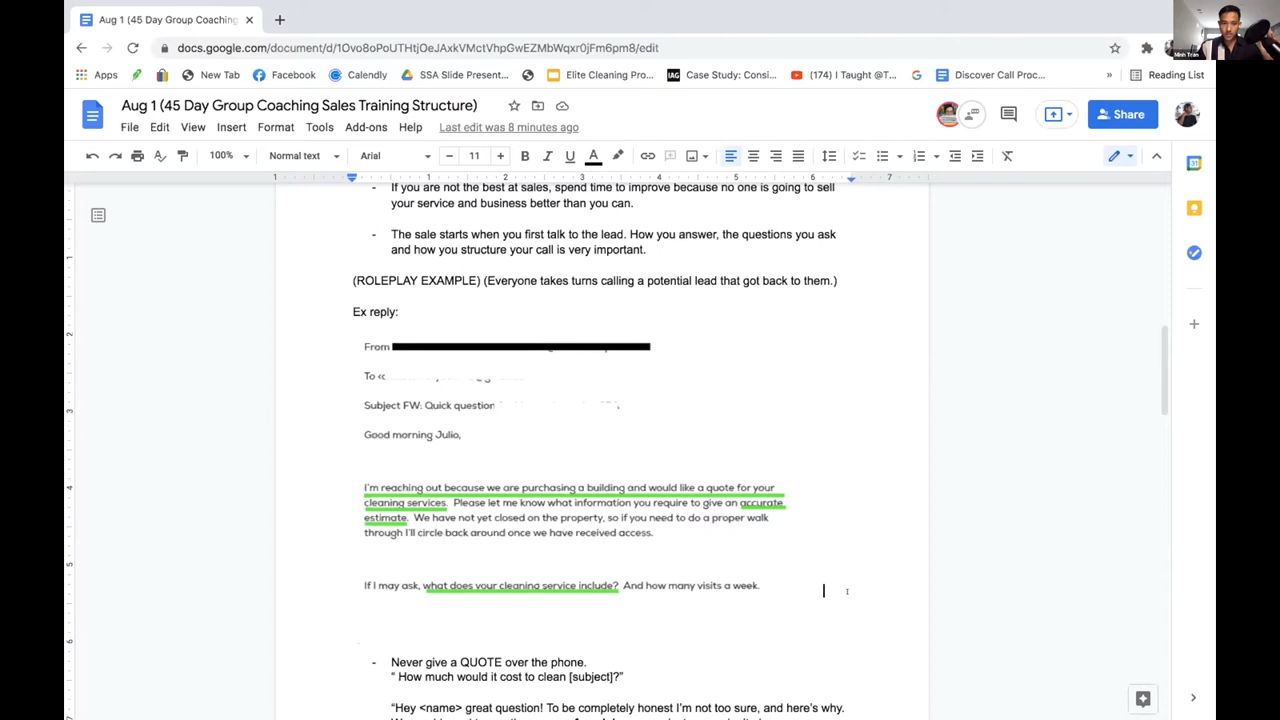 Aug 1 (45 Day Group Coaching
docs.google.com/document/d/1Ovo8oPoUTHtjOeJAxkVMctVhpGwEZMbWqxr0jFm6pm8/edit
Apps New Tab Facebook Calendly SSA Slide Present... Elite Cleaning Pro... IAG Case Study: Consi... (174) I Taught @T... G Discover Call Proc... » Reading List
Minh Tran
Aug 1 (45 Day Group Coaching Sales Training Structure)
File Edit View Insert Format Tools Add-ons Help Last edit was 8 minutes ago
Share
100% Normal text Arial 11 B I U A
1 1 2 3 4 5 6 7
- If you are not the best at sales, spend time to improve because no one is going to sell
your service and business better than you can.
- The sale starts when you first talk to the lead. How you answer, the questions you ask
and how you structure your call is very important.
(ROLEPLAY EXAMPLE) (Everyone takes turns calling a potential lead that got back to them.)
Ex reply:
From
To
Subject FW: Quick question
Good morning Julio,
I'm reaching out because we are purchasing a building and would like a quote for your
cleaning services. Please let me know what information you require to give an accurate
estimate. We have not yet closed on the property, so if you need to do a proper walk
through I'll circle back around once we have received access.
If I may ask, what does your cleaning service include? And how many visits a week.
- Never give a QUOTE over the phone.
“ How much would it cost to clean [subject]?”
“Hey <name> great question! To be completely honest I'm not too sure, and here's why.